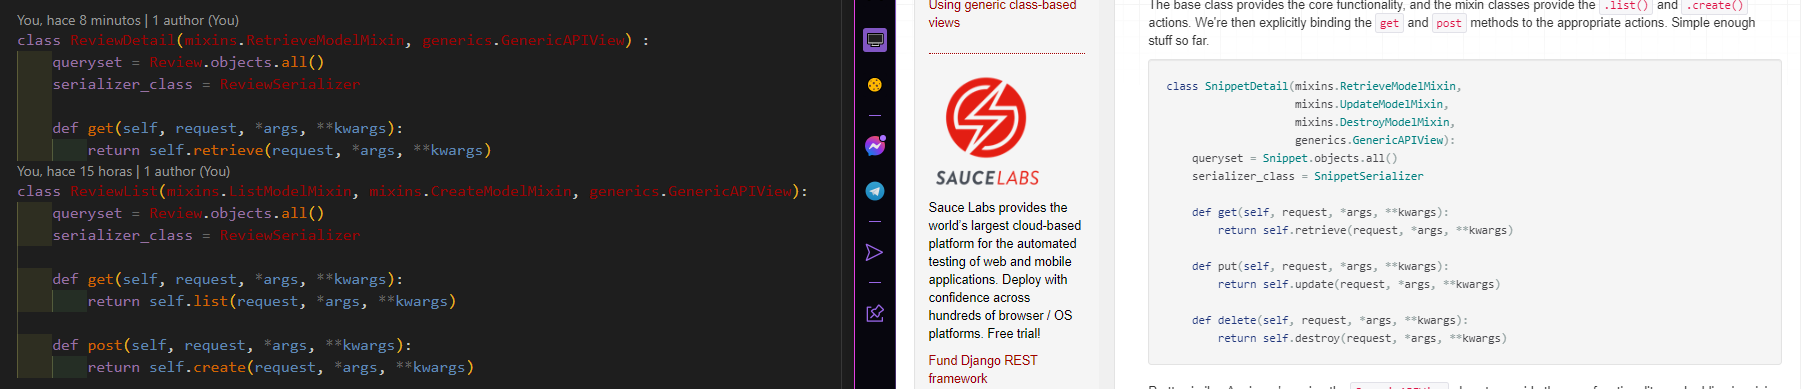 You, hace 8 minutos | 1 author (You)
class ReviewDetail(mixins.RetrieveModelMixin, generics.GenericAPIView) :
    queryset = Review.objects.all()
    serializer_class = ReviewSerializer
    def get(self, request, *args, **kwargs):
        return self.retrieve(request, *args, **kwargs)
You, hace 15 horas | 1 author (You)
class ReviewList(mixins.ListModelMixin, mixins.CreateModelMixin, generics.GenericAPIView):
    queryset = Review.objects.all()
    serializer_class = ReviewSerializer
    def get(self, request, *args, **kwargs):
        return self.list(request, *args, **kwargs)
    def post(self, request, *args, **kwargs):
        return self.create(request, *args, **kwargs)
Using generic class-based
views
SAUCELABS
Sauce Labs provides the
world's largest cloud-based
platform for the automated
testing of web and mobile
applications. Deploy with
confidence across
hundreds of browser / OS
platforms. Free trial!
Fund Django REST
framework
The base class provides the core functionality, and the mixin classes provide the .list() and .create()
actions. We're then explicitly binding the get and post methods to the appropriate actions. Simple enough
stuff so far.
class SnippetDetail(mixins.RetrieveModelMixin,
                    mixins.UpdateModelMixin,
                    mixins.DestroyModelMixin,
                    generics.GenericAPIView):
    queryset = Snippet.objects.all()
    serializer_class = SnippetSerializer
    def get(self, request, *args, **kwargs):
        return self.retrieve(request, *args, **kwargs)
    def put(self, request, *args, **kwargs):
        return self.update(request, *args, **kwargs)
    def delete(self, request, *args, **kwargs):
        return self.destroy(request, *args, **kwargs)